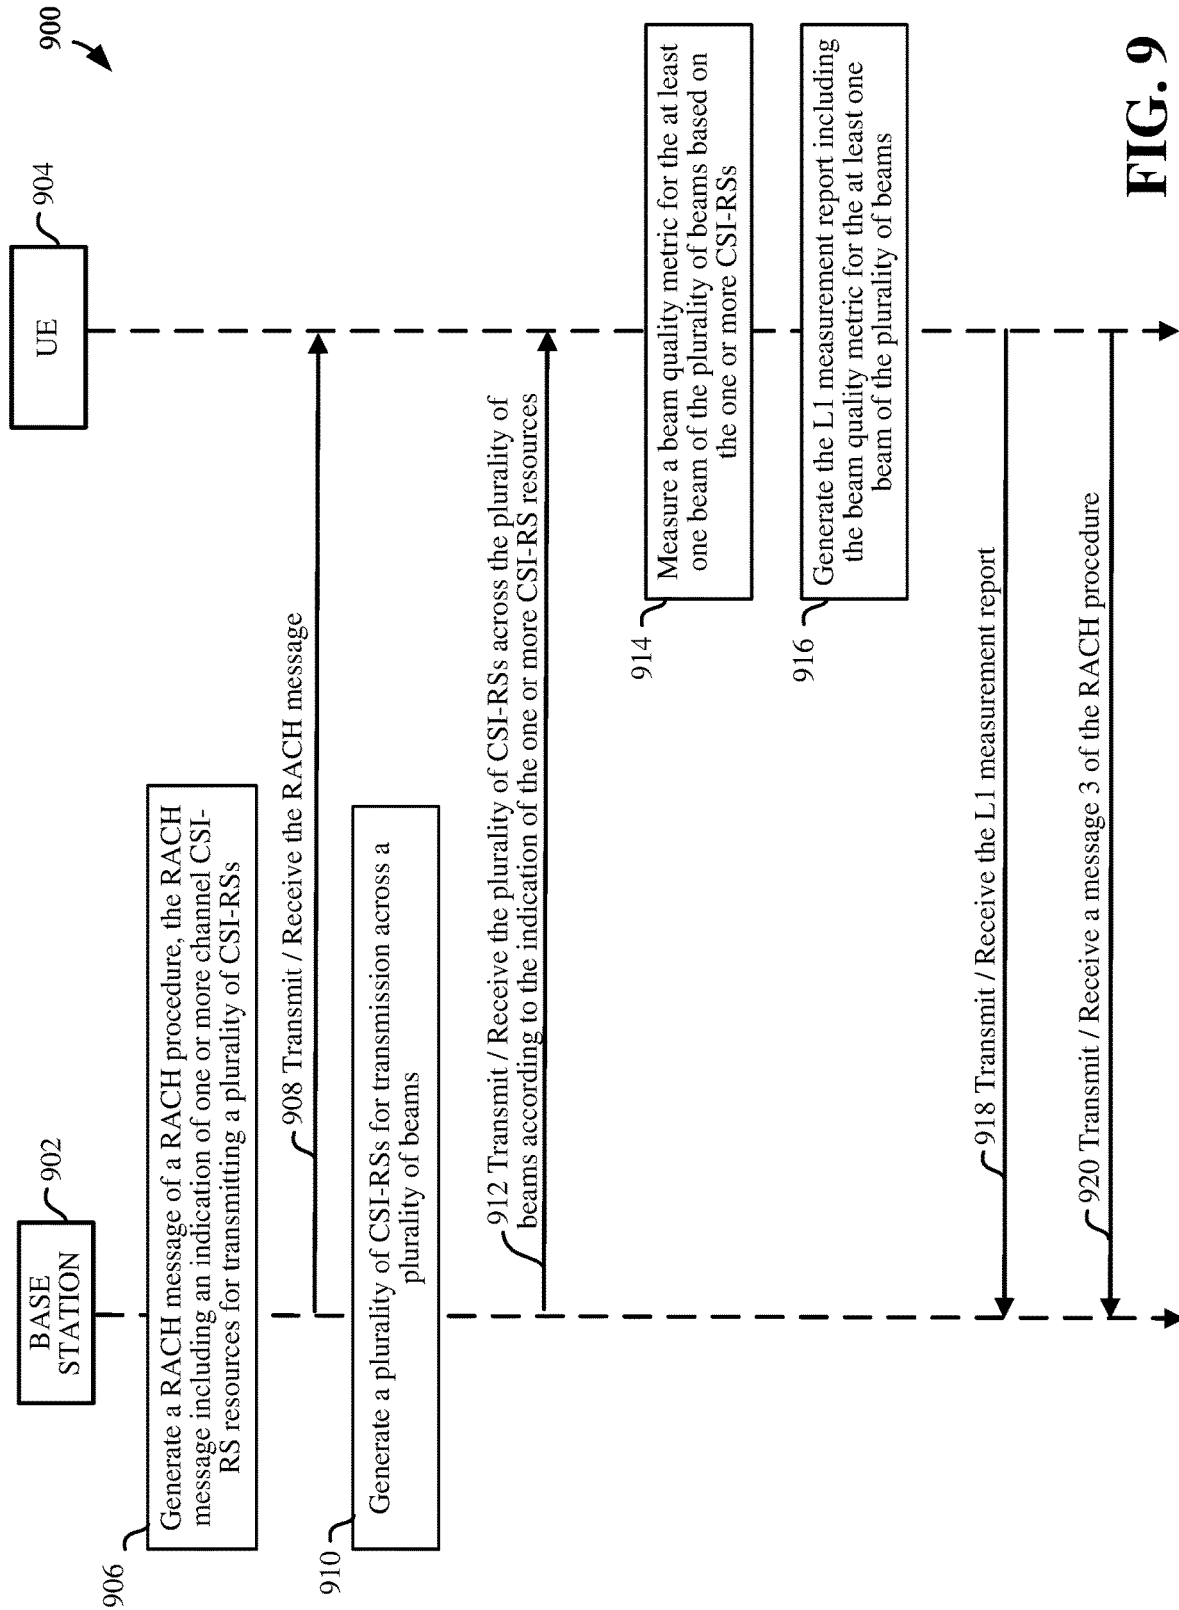 900
BASE
STATION
902
UE
904
906
Generate a RACH message of a RACH procedure, the RACH
message including an indication of one or more channel CSI-
RS resources for transmitting a plurality of CSI-RSs
908 Transmit / Receive the RACH message
910
Generate a plurality of CSI-RSs for transmission across a
plurality of beams
912 Transmit / Receive the plurality of CSI-RSs across the plurality of
beams according to the indication of the one or more CSI-RS resources
914
Measure a beam quality metric for the at least
one beam of the plurality of beams based on
the one or more CSI-RSs
916
Generate the L1 measurement report including
the beam quality metric for the at least one
beam of the plurality of beams
918 Transmit / Receive the L1 measurement report
920 Transmit / Receive a message 3 of the RACH procedure
FIG. 9